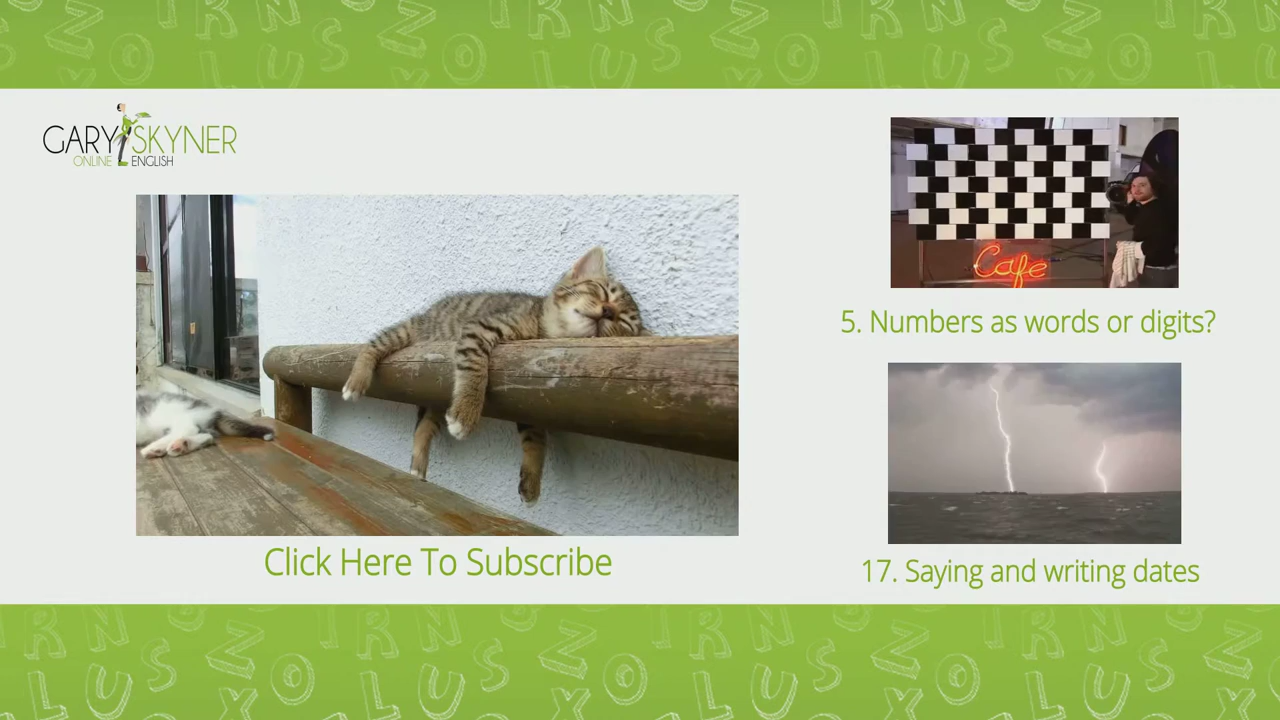 GARY SKYNER
ONLINE ENGLISH
Click Here To Subscribe
Cafe
5. Numbers as words or digits?
17. Saying and writing dates